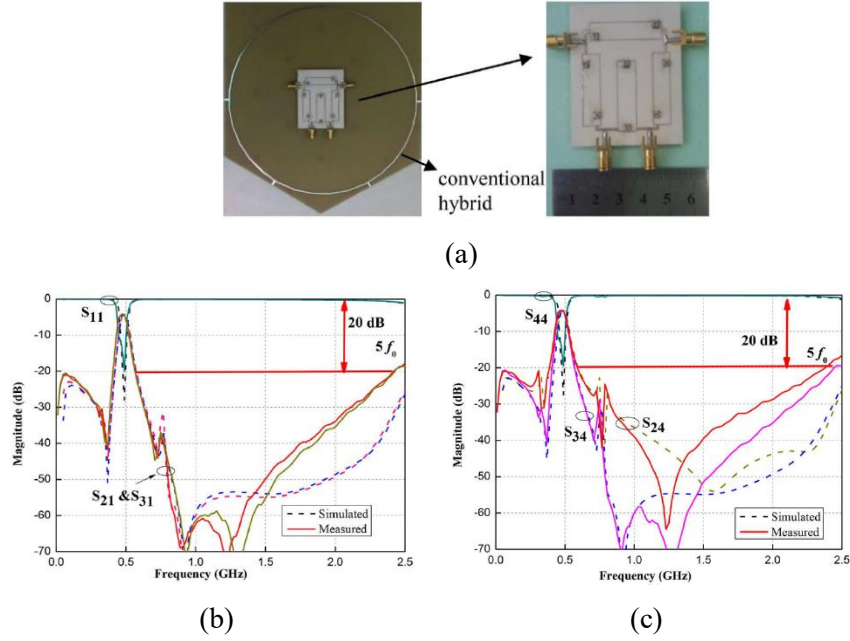 conventional
hybrid
1 2 3 4 5 6
(a)
0
-10
-20
-30
-40
-50
-60
-70
Magnitude (dB)
S11
20 dB
5 f0
S21 &S31
Simulated
Measured
0.0 0.5 1.0 1.5 2.0 2.5
Frequency (GHz)
(b)
0
-10
-20
-30
-40
-50
-60
-70
Magnitude (dB)
S44
20 dB
5 f0
S34
S24
Simulated
Measured
0.0 0.5 1.0 1.5 2.0 2.5
Frequency (GHz)
(c)